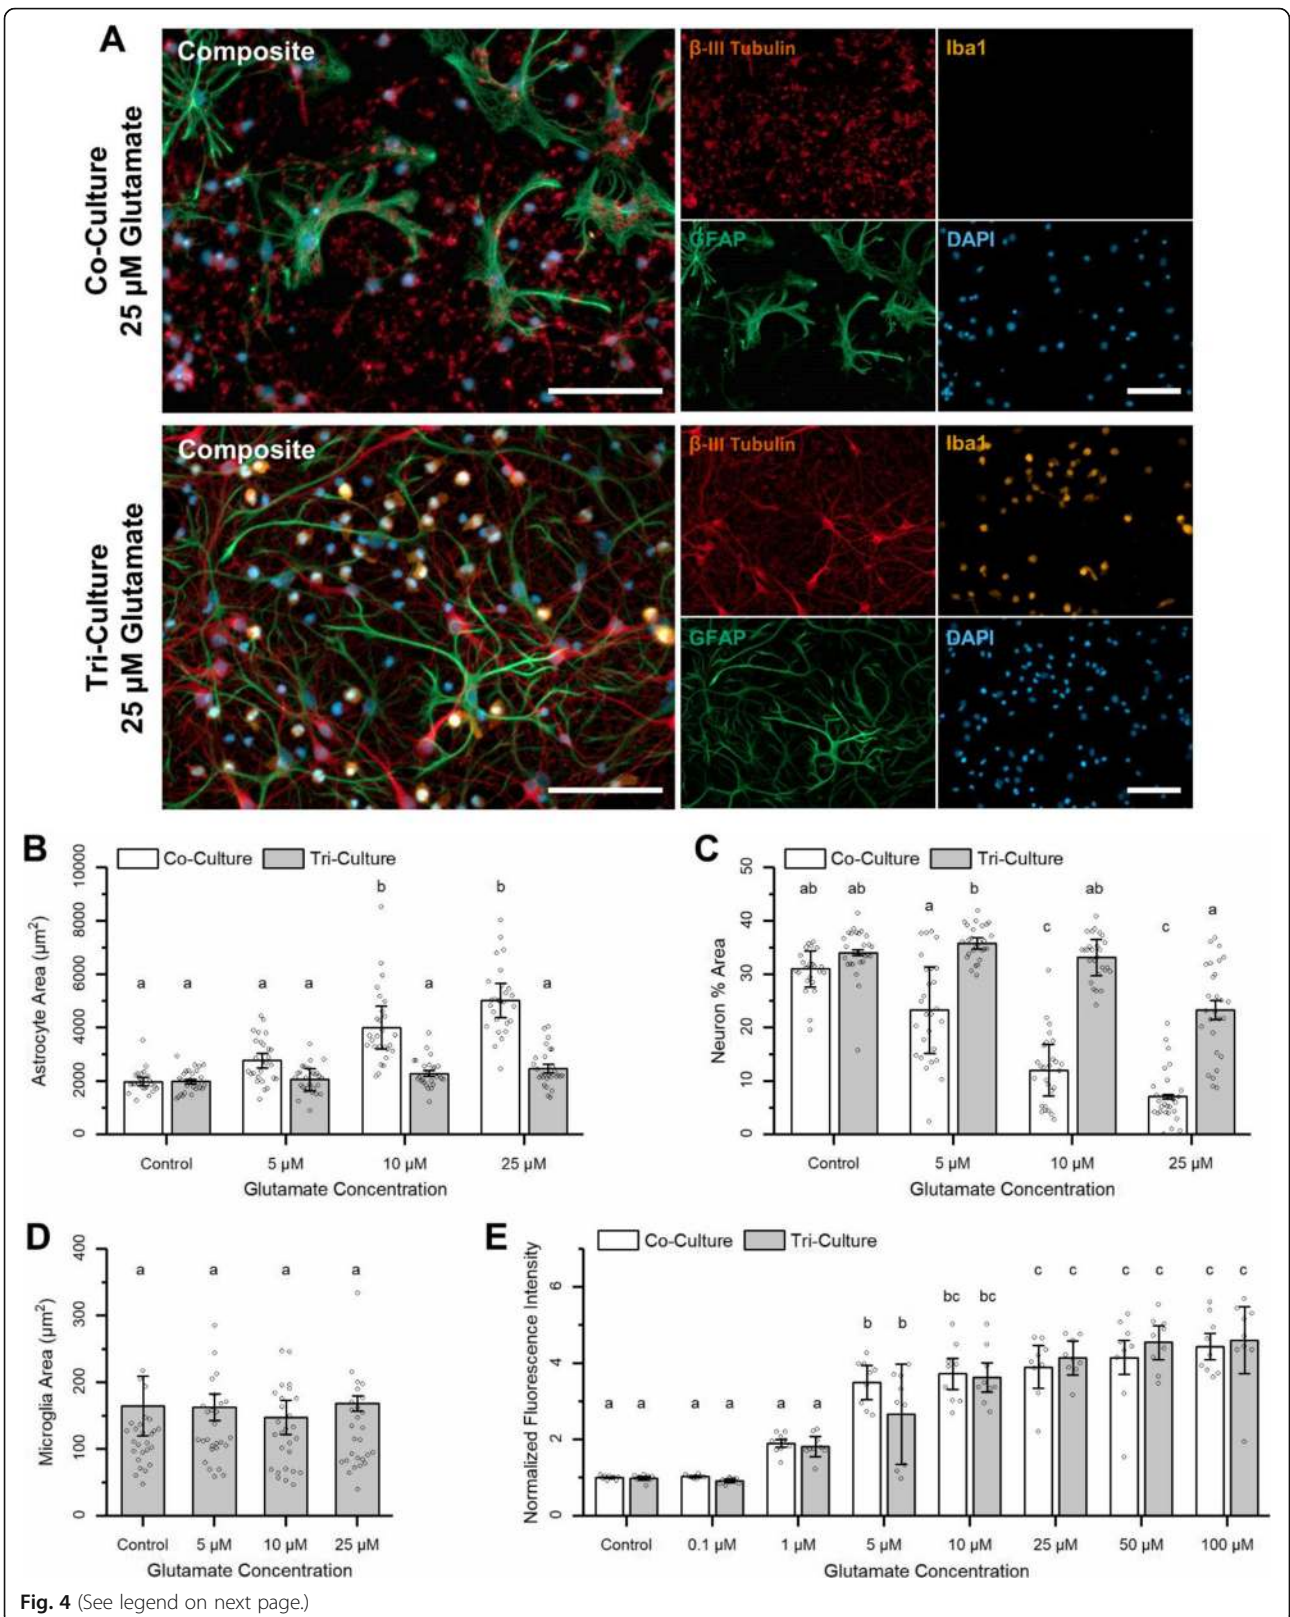 A
Co-Culture
25 µM Glutamate
Composite
β-III Tubulin
Iba1
GFAP
DAPI
Tri-Culture
25 µM Glutamate
Composite
β-III Tubulin
Iba1
GFAP
DAPI
B
Co-Culture Tri-Culture
Astrocyte Area (µm²)
10000
8000
6000
4000
2000
0
a a a a b a b a
Control 5 µM 10 µM 25 µM
Glutamate Concentration
C
Co-Culture Tri-Culture
Neuron % Area
50
40
30
20
10
0
ab ab a b c ab c a
Control 5 µM 10 µM 25 µM
Glutamate Concentration
D
Microglia Area (µm²)
400
300
200
100
0
a a a a
Control 5 µM 10 µM 25 µM
Glutamate Concentration
E
Co-Culture Tri-Culture
Normalized Fluorescence Intensity
6
4
2
0
a a a a a a b b bc bc c c c c c c
Control 0.1 µM 1 µM 5 µM 10 µM 25 µM 50 µM 100 µM
Glutamate Concentration
Fig. 4 (See legend on next page.)